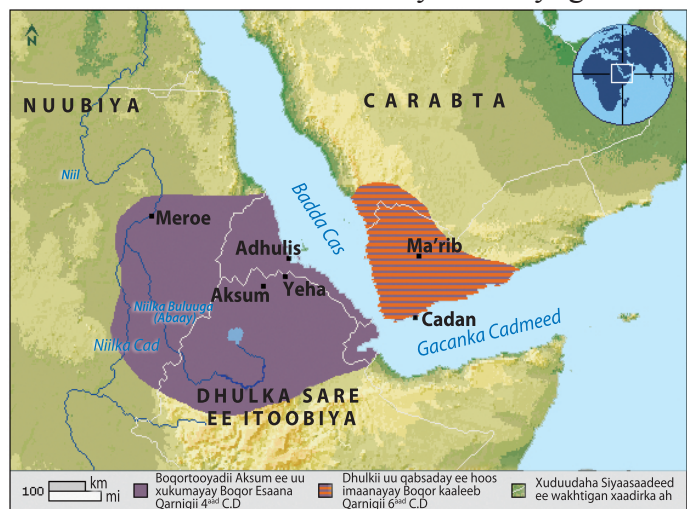 N
NUUBIYA
CARABTA
Niil
Badda Cas
Meroe
Adhulis
Ma'rib
Aksum
Yeha
Niilka Buluuga
(Abaay)
Niilka Cad
Cadan
Gacanka Cadmeed
DHULKA SARE
EE ITOOBIYA
100 km
mi
Boqortooyadii Aksum ee uu
xukumayay Boqor Esaana
Qarnigii 4aad C.D
Dhulkii uu qabsaday ee hoos
imaanayay Boqor kaaleeb
Qarnigii 6aad C.D
Xuduudaha Siyaasaadeed
ee wakhtigan xaadirka ah